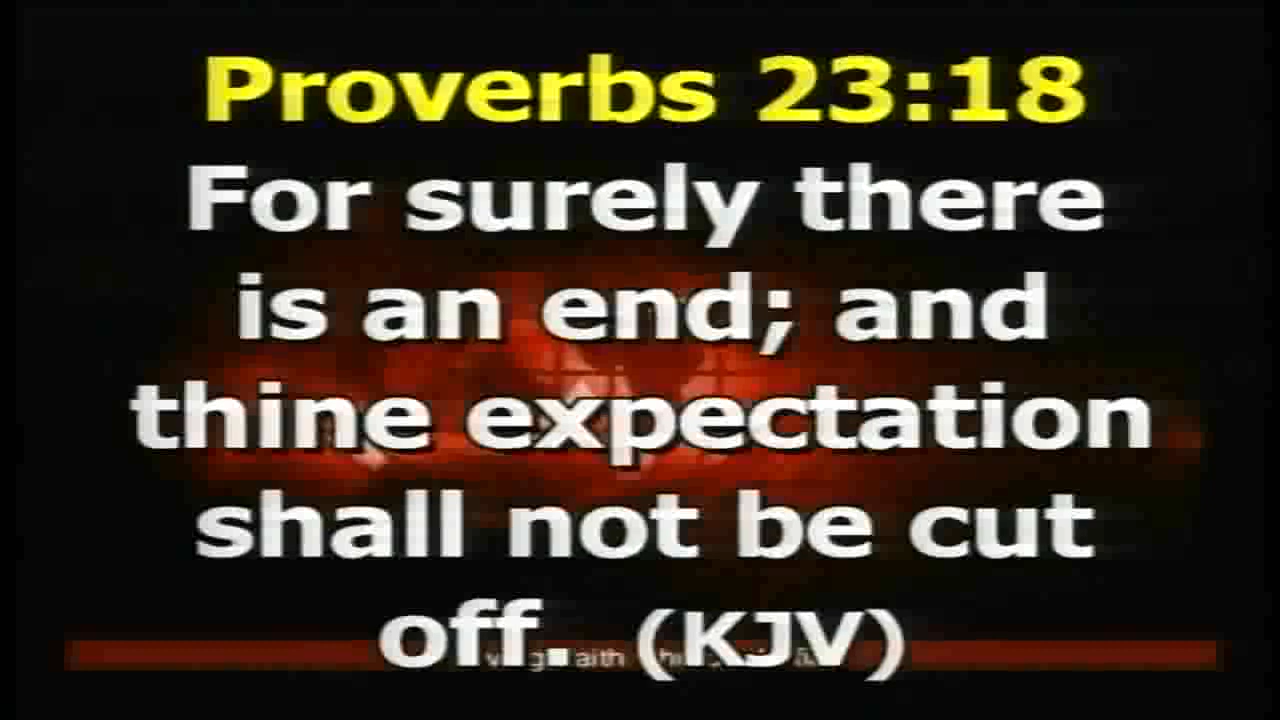 Proverbs 23:18
For surely there
is an end; and
thine expectation
shall not be cut
off. (KJV)